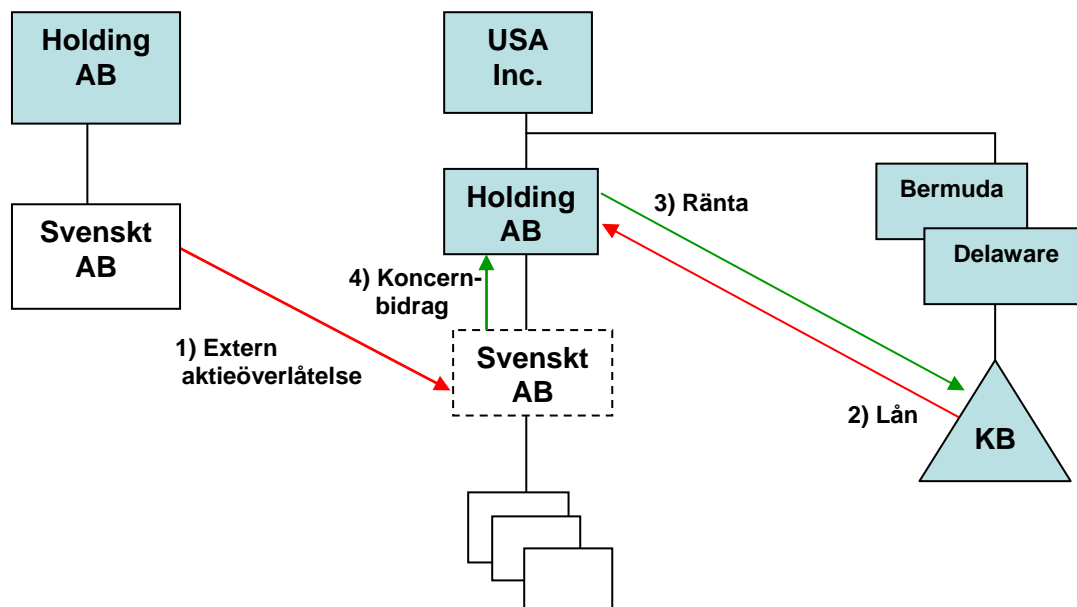 Holding
AB
Svenskt
AB
1) Extern
aktieöverlåtelse
USA
Inc.
Holding
AB
4) Koncern-
bidrag
Svenskt
AB
3) Ränta
2) Lån
Bermuda
Delaware
KB